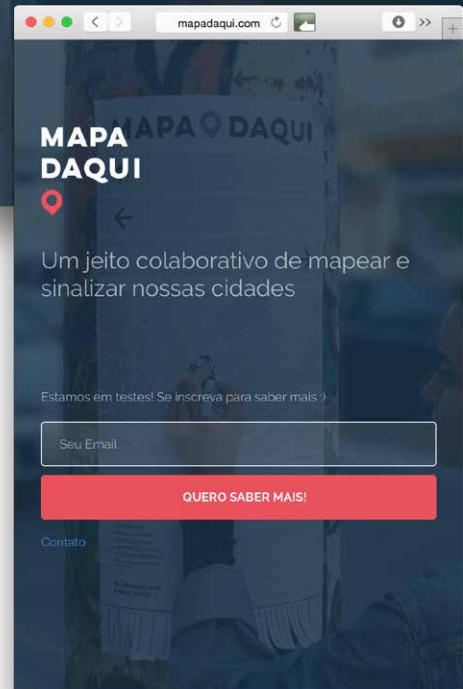 mapadaqui.com
MAPA DAQUI
MAPA
DAQUI
Um jeito colaborativo de mapear e
sinalizar nossas cidades
Estamos em testes! Se inscreva para saber mais :)
Seu Email
QUERO SABER MAIS!
Contato